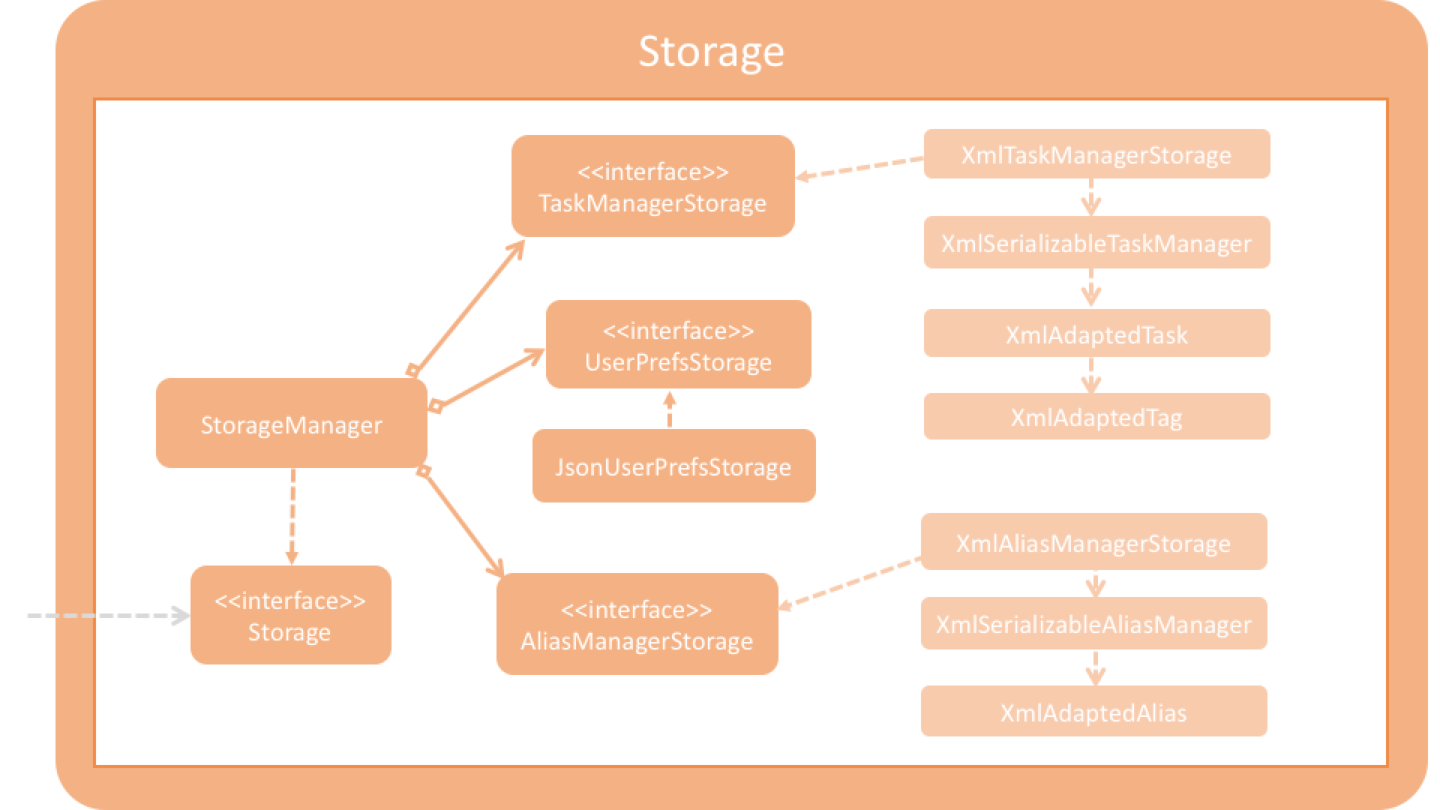 Storage
<<interface>>
TaskManagerStorage
XmlTaskManagerStorage
XmlSerializableTaskManager
<<interface>>
UserPrefsStorage
XmlAdaptedTask
StorageManager
XmlAdaptedTag
JsonUserPrefsStorage
XmlAliasManagerStorage
<<interface>>
Storage
<<interface>>
AliasManagerStorage
XmlSerializableAliasManager
XmlAdaptedAlias